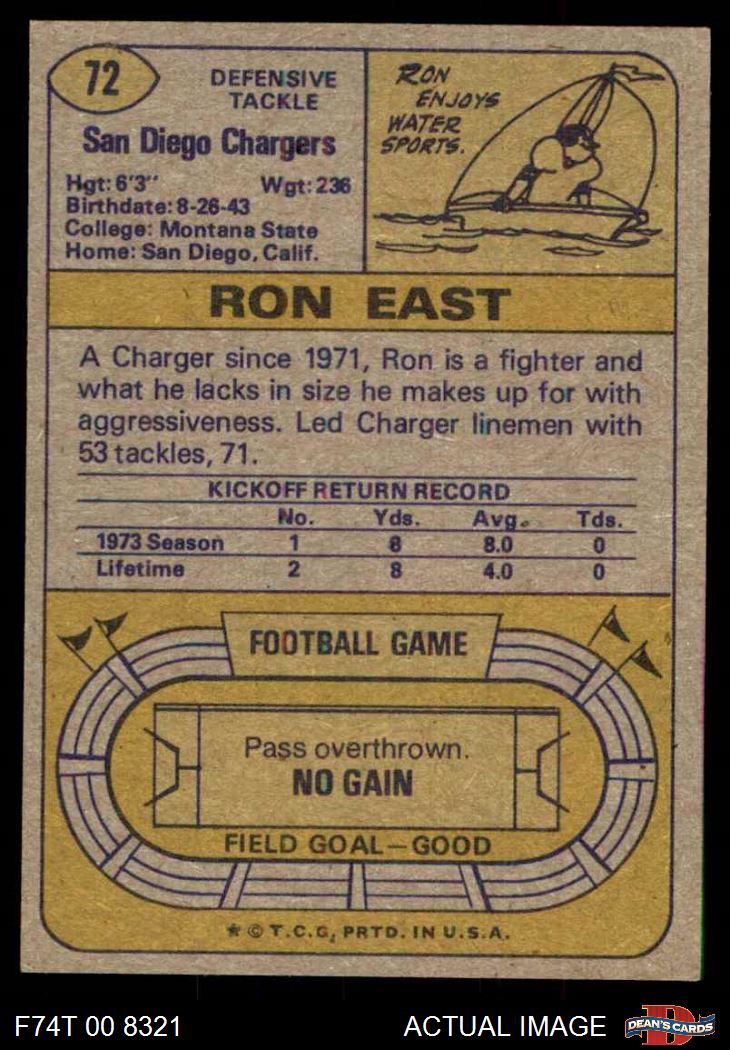 72
DEFENSIVE
TACKLE
San Diego Chargers
Hgt: 6'3" Wgt: 236
Birthdate: 8-26-43
College: Montana State
Home: San Diego, Calif.
RON
ENJOYS
WATER
SPORTS.
RON EAST
A Charger since 1971, Ron is a fighter and
what he lacks in size he makes up for with
aggressiveness. Led Charger linemen with
53 tackles, 71.
KICKOFF RETURN RECORD
No. Yds. Avg. Tds.
1973 Season 1 8 8.0 0
Lifetime 2 8 4.0 0
FOOTBALL GAME
Pass overthrown.
NO GAIN
FIELD GOAL—GOOD
* © T.C.G. PRTD. IN U.S.A.
F74T 00 8321 ACTUAL IMAGE
D
DEAN'S CARDS